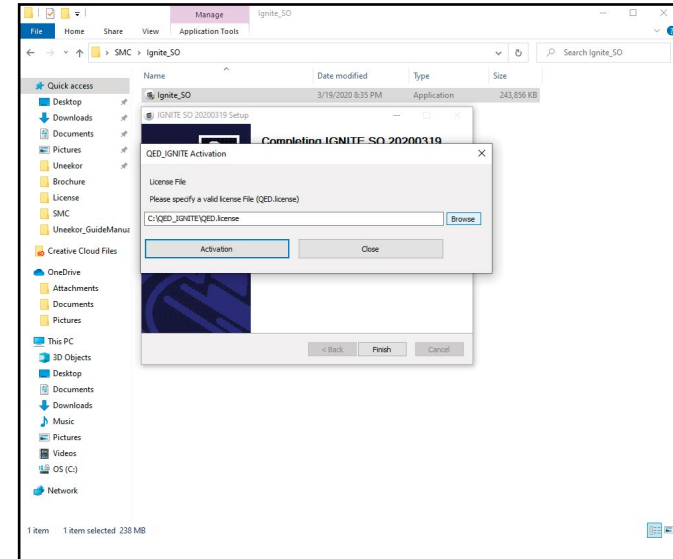 Manage
Ignite_SO
File
Home
Share
View
Application Tools
SMC > Ignite_SO
Search Ignite_SO
Name
Date modified
Type
Size
Ignite_SO
3/19/2020 8:35 PM
Application
243,856 KB
Quick access
Desktop
Downloads
Documents
Pictures
Uneekor
Brochure
License
SMC
Uneekor_GuideManua
Creative Cloud Files
OneDrive
Attachments
Documents
Pictures
This PC
3D Objects
Desktop
Documents
Downloads
Music
Pictures
Videos
OS (C:)
Network
IGNITE SO 20200319 Setup
Completing IGNITE SO 20200319
QED_IGNITE Activation
License File
Please specify a valid license File (QED.license)
C:\QED_IGNITE\QED.license
Browse
Activation
Close
< Back
Finish
Cancel
1 item
1 item selected 238 MB